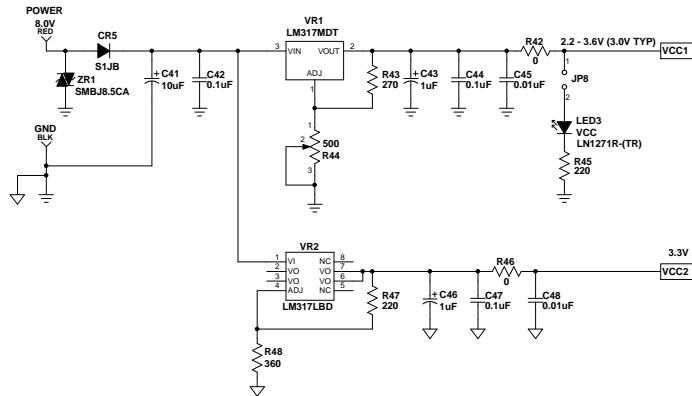 POWER
8.0V
RED
CR5
S1JB
ZR1
SMBJ8.5CA
GND
BLK
C41
10uF
C42
0.1uF
VR1
LM317MDT
3
VIN
VOUT
2
ADJ
1
R43
270
C43
1uF
C44
0.1uF
C45
0.01uF
R42
0
2.2 - 3.6V (3.0V TYP)
VCC1
1
JP8
2
LED3
VCC
LN1271R-(TR)
R45
220
1
2
3
500
R44
VR2
1
VI
NC
8
2
VO
VO
7
3
VO
VO
6
4
ADJ
NC
5
LM317LBD
R47
220
R48
360
C46
1uF
C47
0.1uF
R46
0
C48
0.01uF
3.3V
VCC2